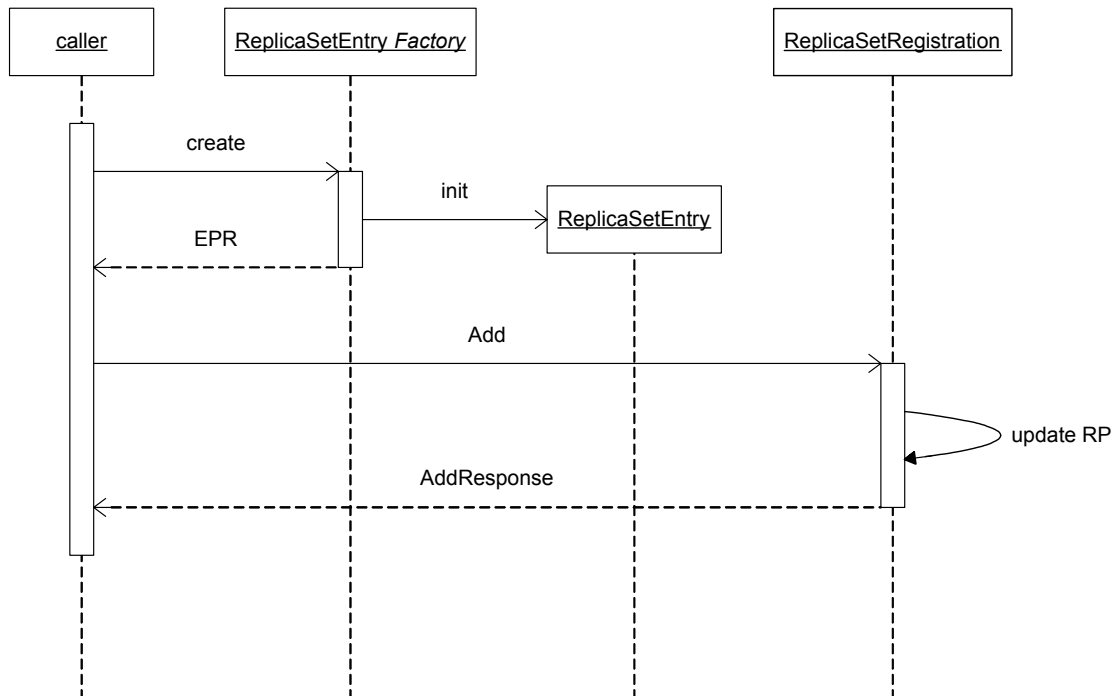 caller
ReplicaSetEntry Factory
ReplicaSetRegistration
create
init
ReplicaSetEntry
EPR
Add
update RP
AddResponse